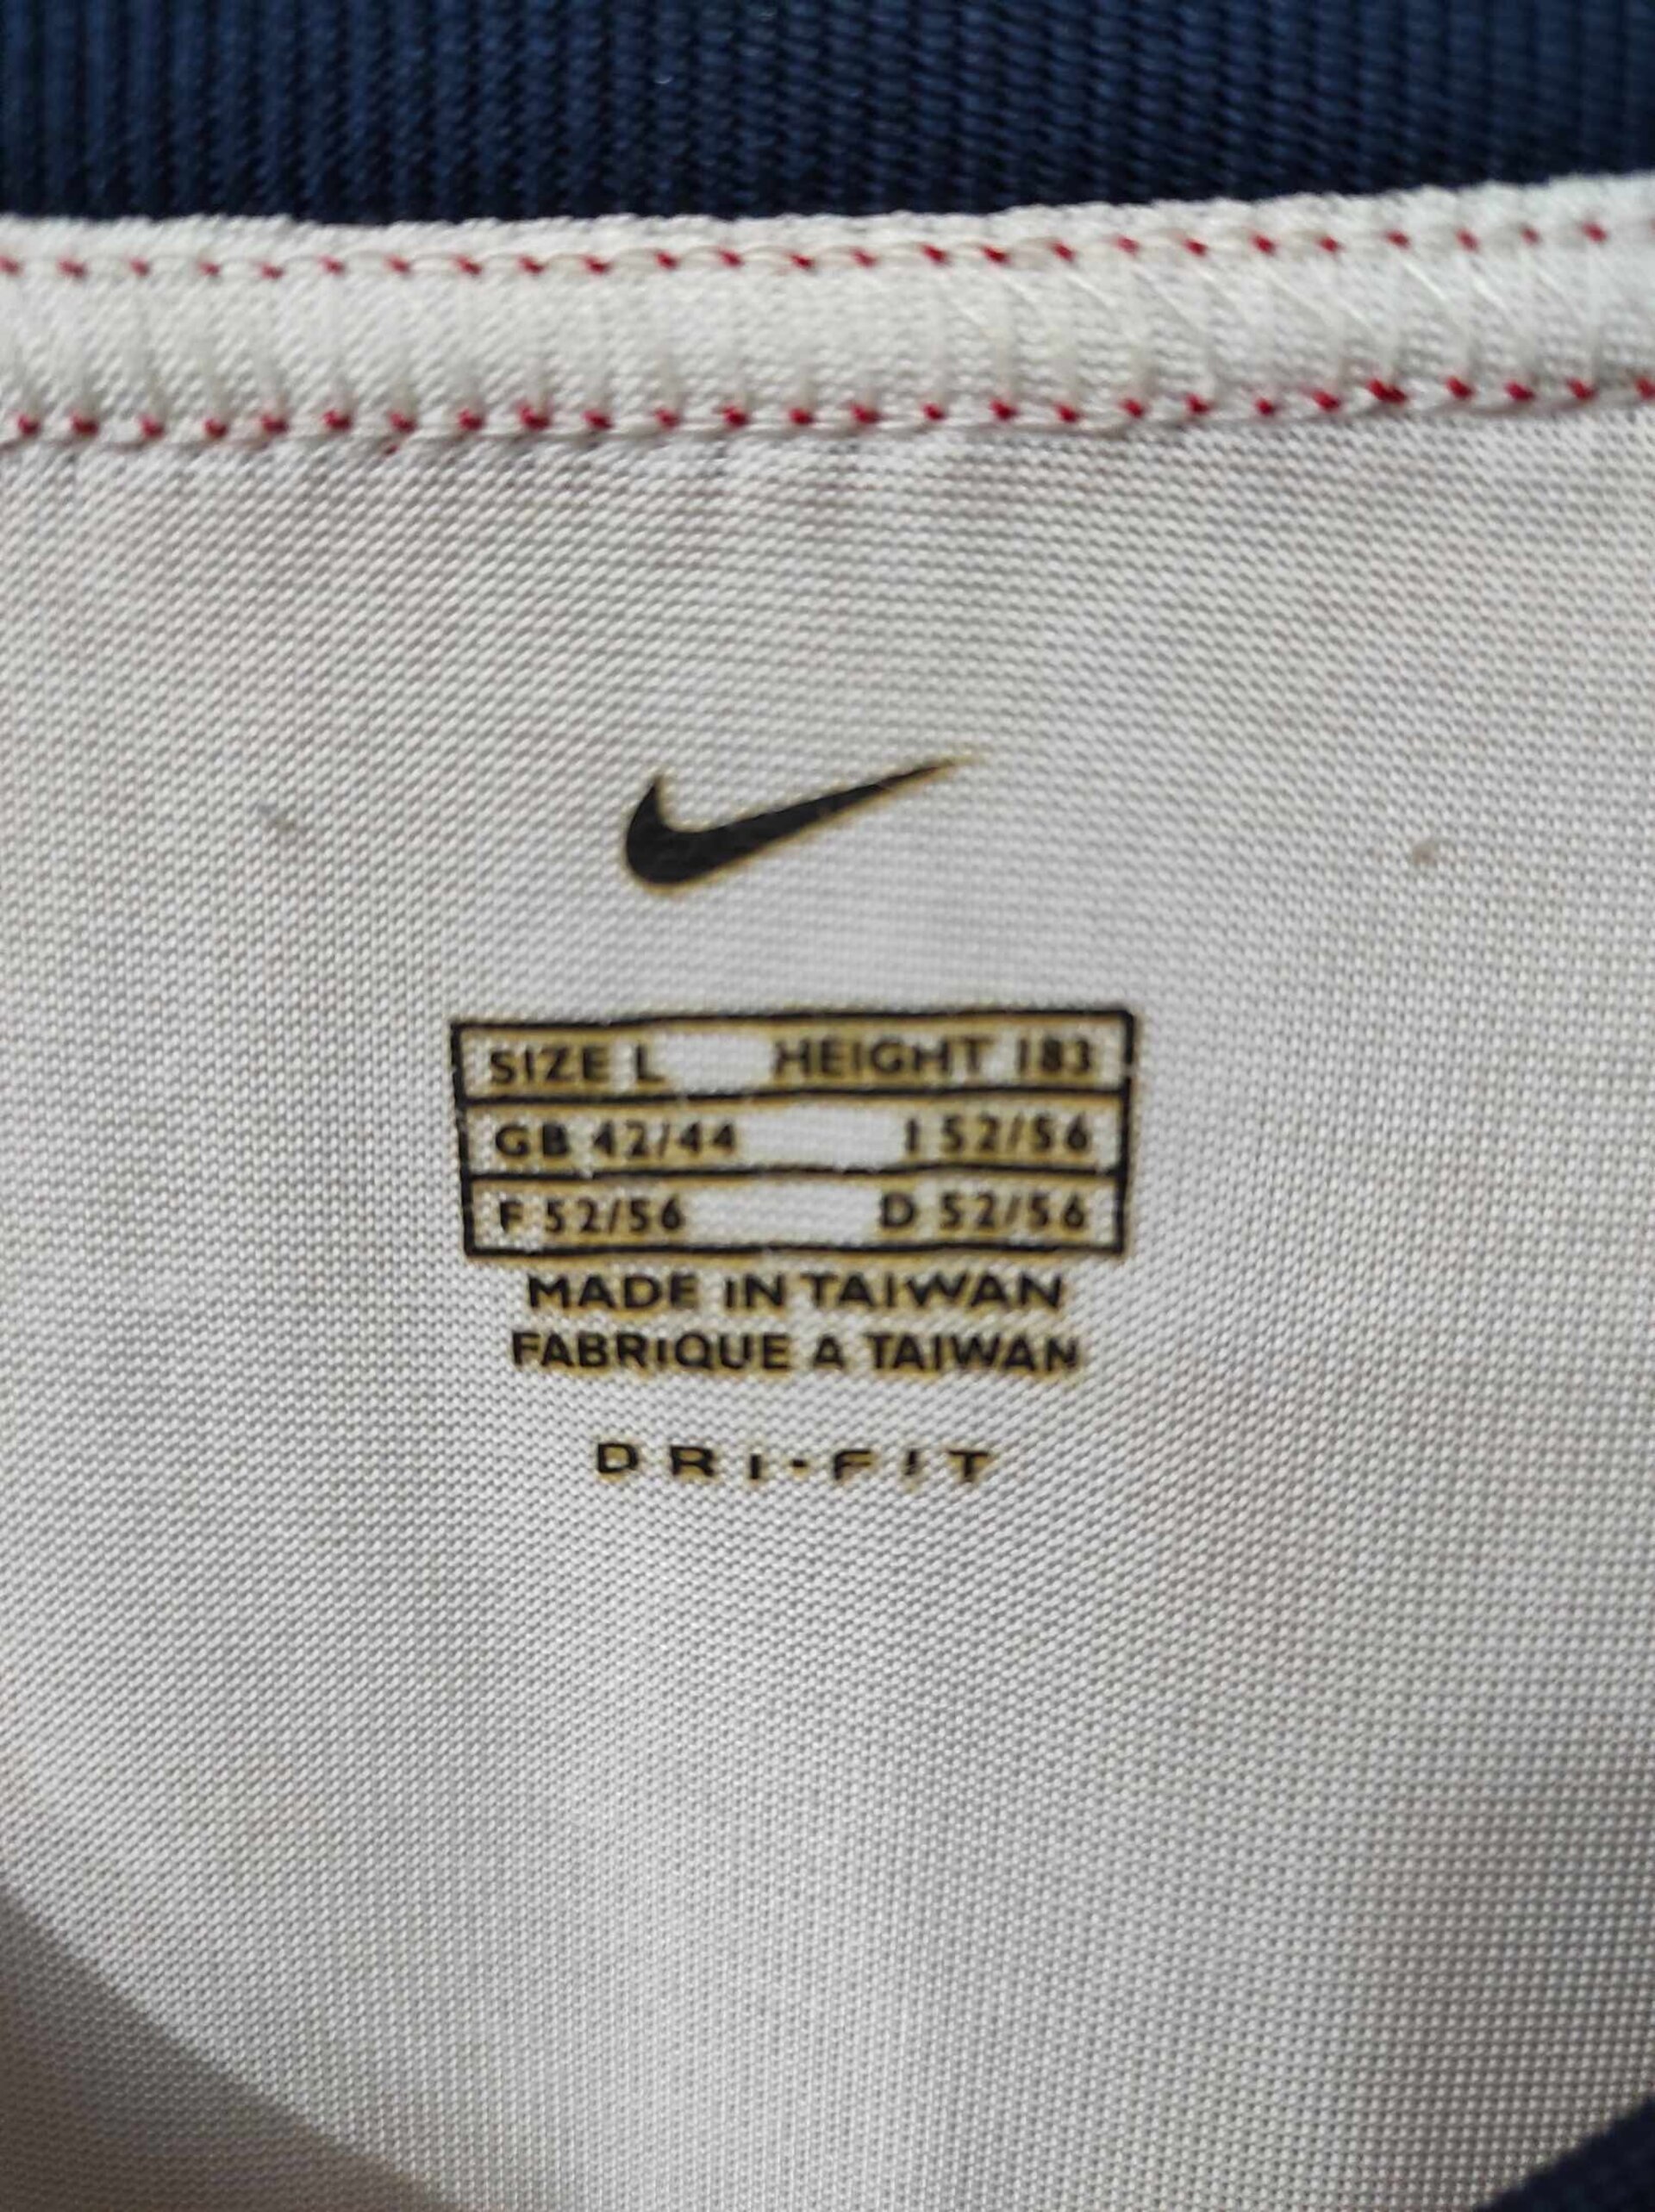 SIZE L HEIGHT 183
GB 42/44 I 52/56
F 52/56 D 52/56
MADE IN TAIWAN
FABRIQUE A TAIWAN
DRI-FIT